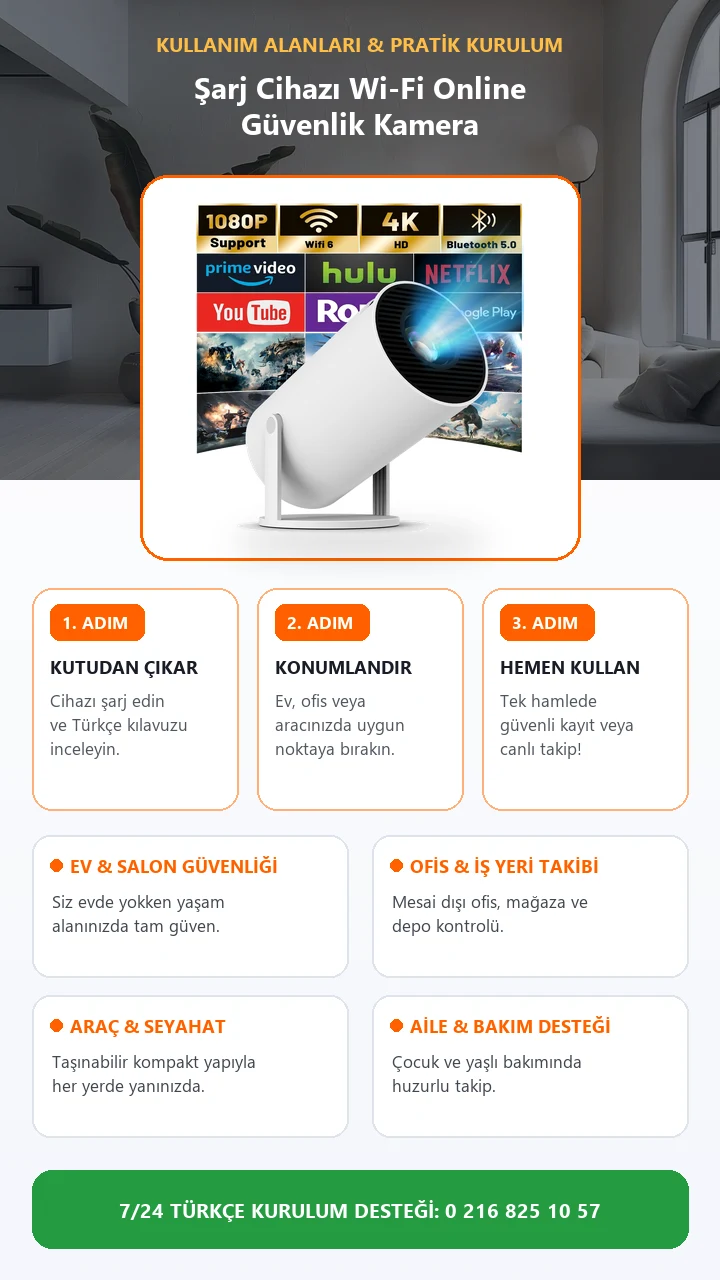 KULLANIM ALANLARI & PRATİK KURULUM
Şarj Cihazı Wi-Fi Online
Güvenlik Kamera
1080P Support
Wifi 6
4K HD
Bluetooth 5.0
prime video
hulu
NETFLIX
YouTube
Google Play
1. ADIM
KUTUDAN ÇIKAR
Cihazı şarj edin
ve Türkçe kılavuzu
inceleyin.
2. ADIM
KONUMLANDIR
Ev, ofis veya
aracınızda uygun
noktaya bırakın.
3. ADIM
HEMEN KULLAN
Tek hamlede
güvenli kayıt veya
canlı takip!
EV & SALON GÜVENLİĞİ
Siz evde yokken yaşam
alanınızda tam güven.
OFİS & İŞ YERİ TAKİBİ
Mesai dışı ofis, mağaza ve
depo kontrolü.
ARAÇ & SEYAHAT
Taşınabilir kompakt yapıyla
her yerde yanınızda.
AİLE & BAKIM DESTEĞİ
Çocuk ve yaşlı bakımında
huzurlu takip.
7/24 TÜRKÇE KURULUM DESTEĞİ: 0 216 825 10 57